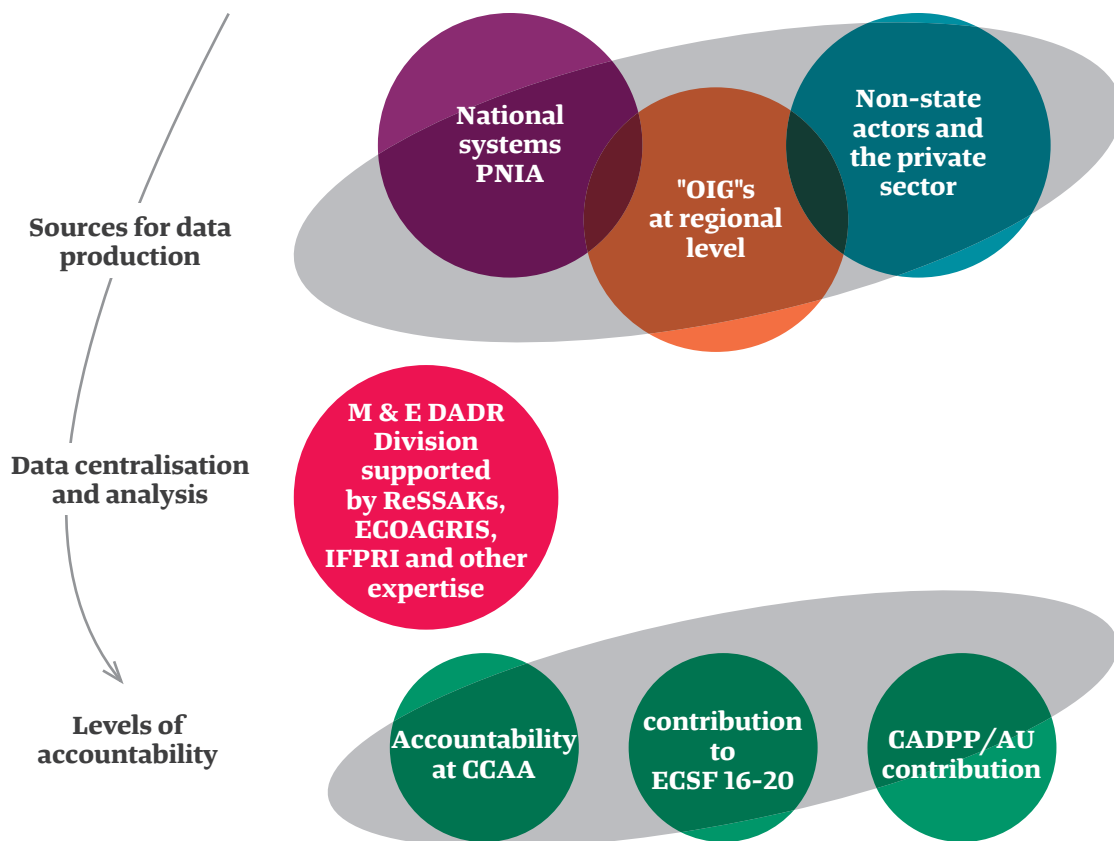 National
systems
PNIA
"OIG"s
at regional
level
Non-state
actors and
the private
sector
Sources for data
production
M & E DADR
Division
supported
by ReSSAKs,
ECOAGRIS,
IFPRI and other
expertise
Data centralisation
and analysis
Levels of
accountability
Accountability
at CCAA
contribution
to
ECSF 16-20
CADPP/AU
contribution